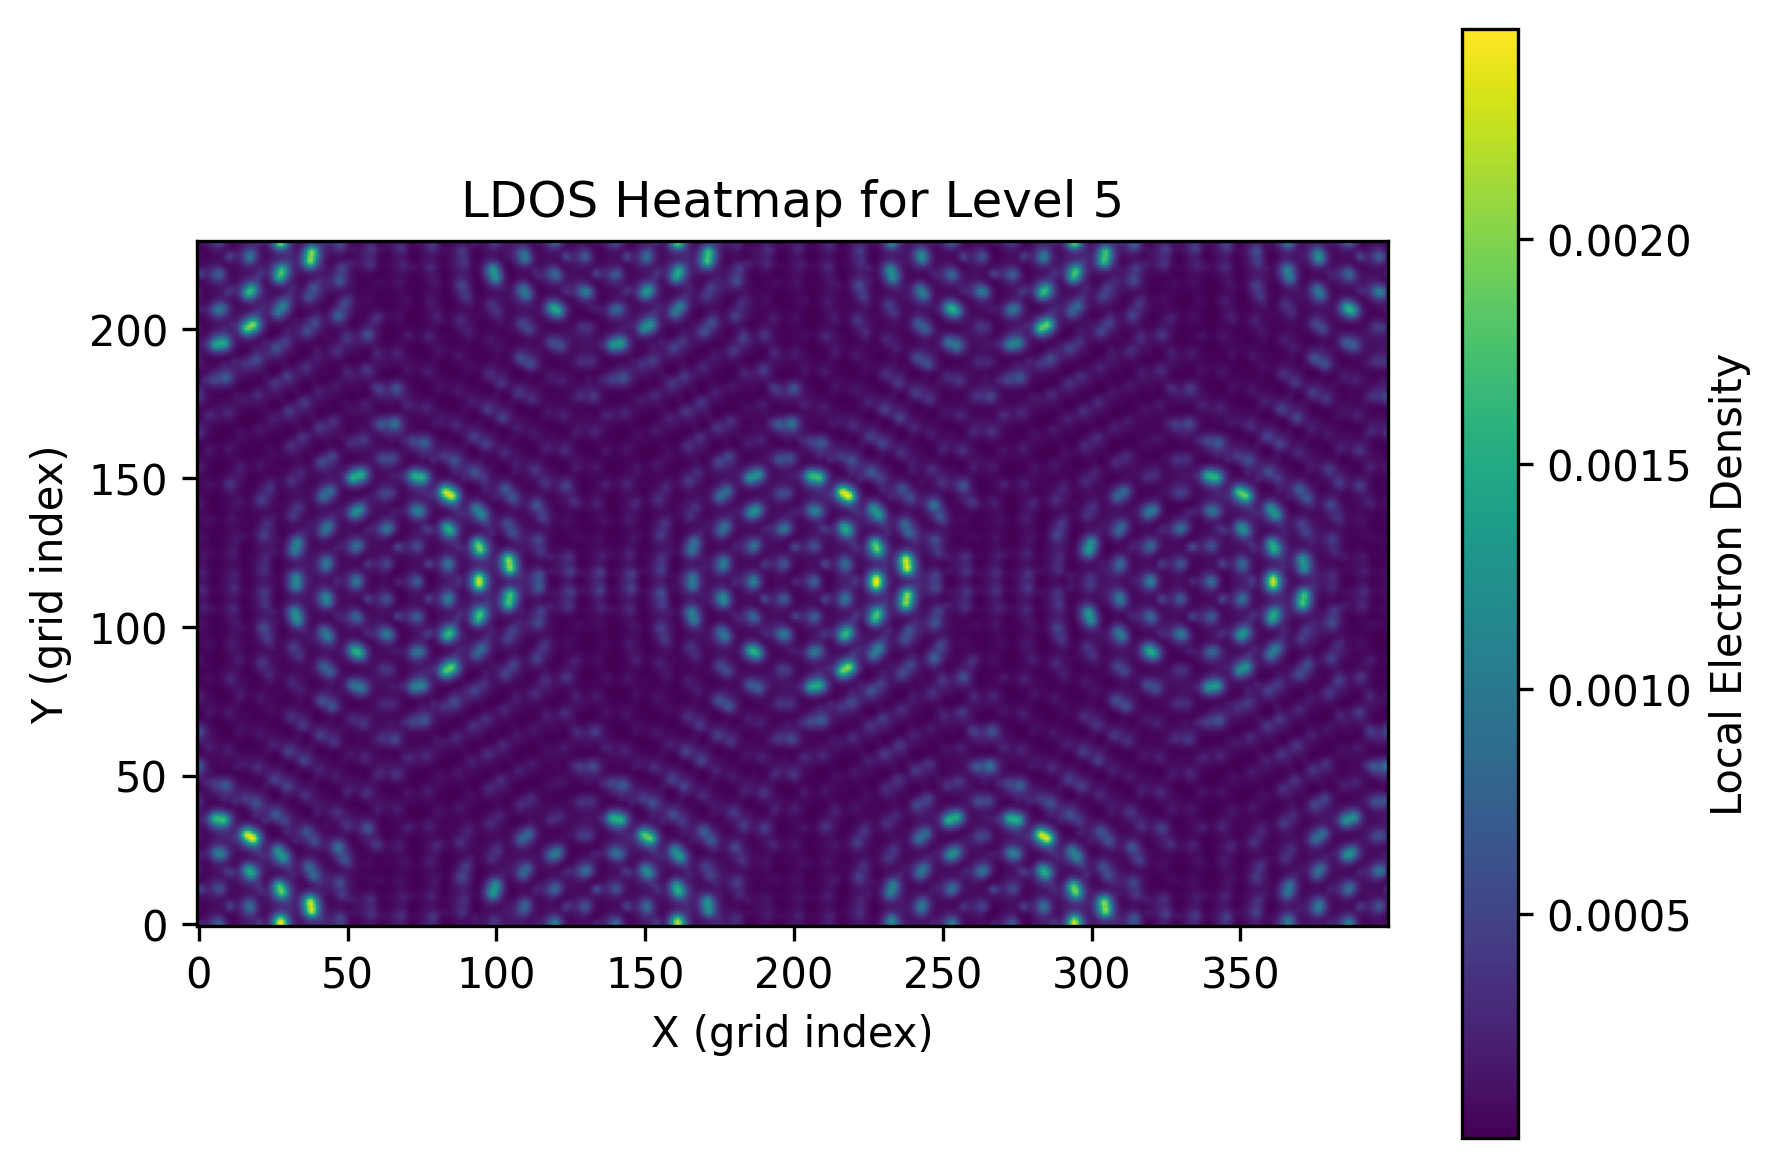 LDOS Heatmap for Level 5
Y (grid index)
200
150
100
50
0
0 50 100 150 200 250 300 350
X (grid index)
0.0020
0.0015
0.0010
0.0005
Local Electron Density